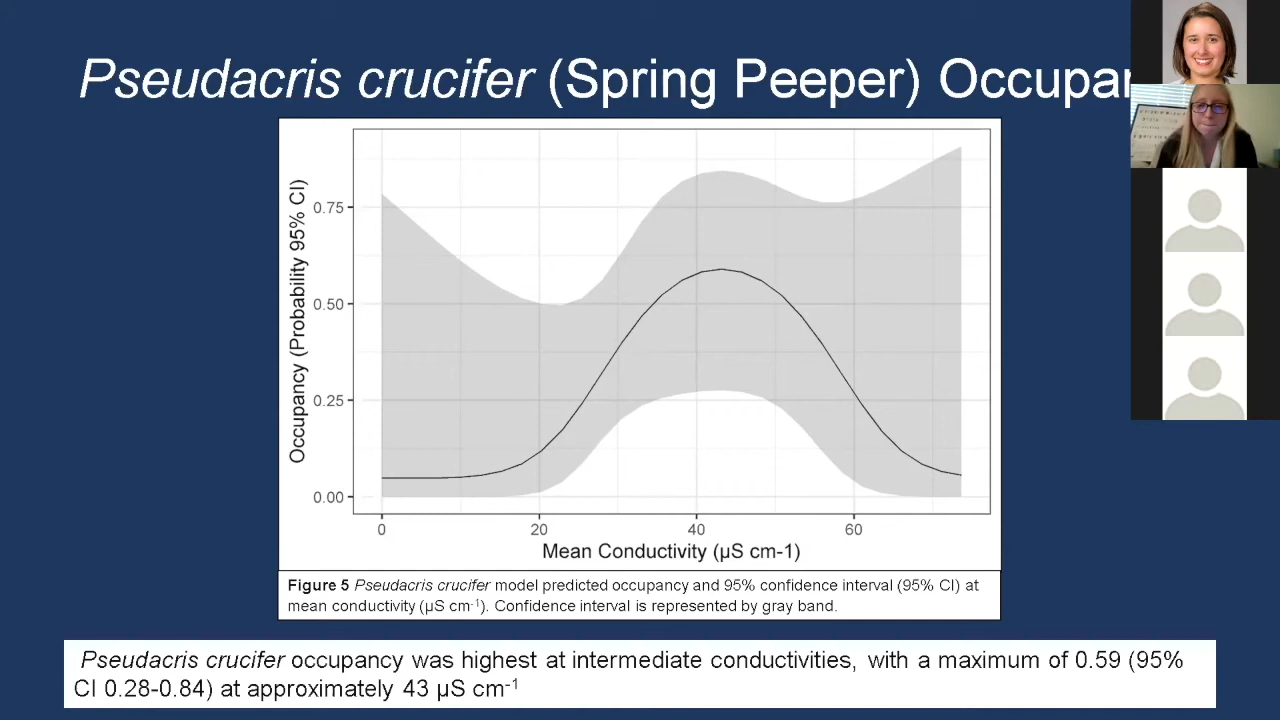 Pseudacris crucifer (Spring Peeper) Occupan
Occupancy (Probability 95% CI)
0.75
0.50
0.25
0.00
0 20 40 60
Mean Conductivity (µS cm-1)
Figure 5 Pseudacris crucifer model predicted occupancy and 95% confidence interval (95% CI) at
mean conductivity (µS cm-1). Confidence interval is represented by gray band.
Pseudacris crucifer occupancy was highest at intermediate conductivities, with a maximum of 0.59 (95%
CI 0.28-0.84) at approximately 43 µS cm-1